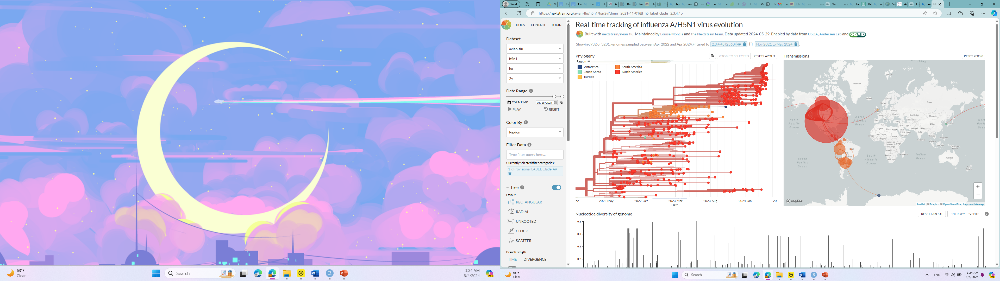 63°F
Clear
Search
1:24 AM
6/4/2024
Work
https://nextstrain.org/avian-flu/h5n1/ha/2y?dmin=2021-11-01&f_h5_label_clade=2.3.4.4b
DOCS CONTACT LOGIN
Dataset
avian-flu
h5n1
ha
2y
Date Range
2021-11-01 05/18/2024
PLAY RESET
Color By
Region
Filter Data
Type filter query here...
Currently selected filter categories:
1 x Provisional LABEL Clade
Tree
Layout
RECTANGULAR
RADIAL
UNROOTED
CLOCK
SCATTER
Branch Length
TIME DIVERGENCE
Real-time tracking of influenza A/H5N1 virus evolution
Built with nextstrain/avian-flu. Maintained by Louise Moncla and the Nextstrain team. Data updated 2024-05-29. Enabled by data from USDA, Andersen Lab and GISAID.
Showing 932 of 3281 genomes sampled between Apr 2022 and Apr 2024.Filtered to 2.3.4.4b (2560) ∩ Nov 2021 to May 2024 .
Phylogeny ZOOM TO SELECTED RESET LAYOUT
Region
Antarctica South America
Japan Korea North America
Europe
ec 2022-May 2022-Oct 2023-Mar 2023-Aug 2024-Jan 20
Date
Transmissions RESET ZOOM
North Pacific Ocean
North Atlantic Ocean
South Pacific Ocean
South Atlantic Ocean
Indian Ocean
Greenland
Russia
Australia
+
−
mapbox
Leaflet | © Mapbox © OpenStreetMap Improve this map
Nucleotide diversity of genome RESET LAYOUT ENTROPY EVENTS
0.8
0.6
0.4
0.2
63°F
Clear
Search
ENG
1:24 AM
6/4/2024